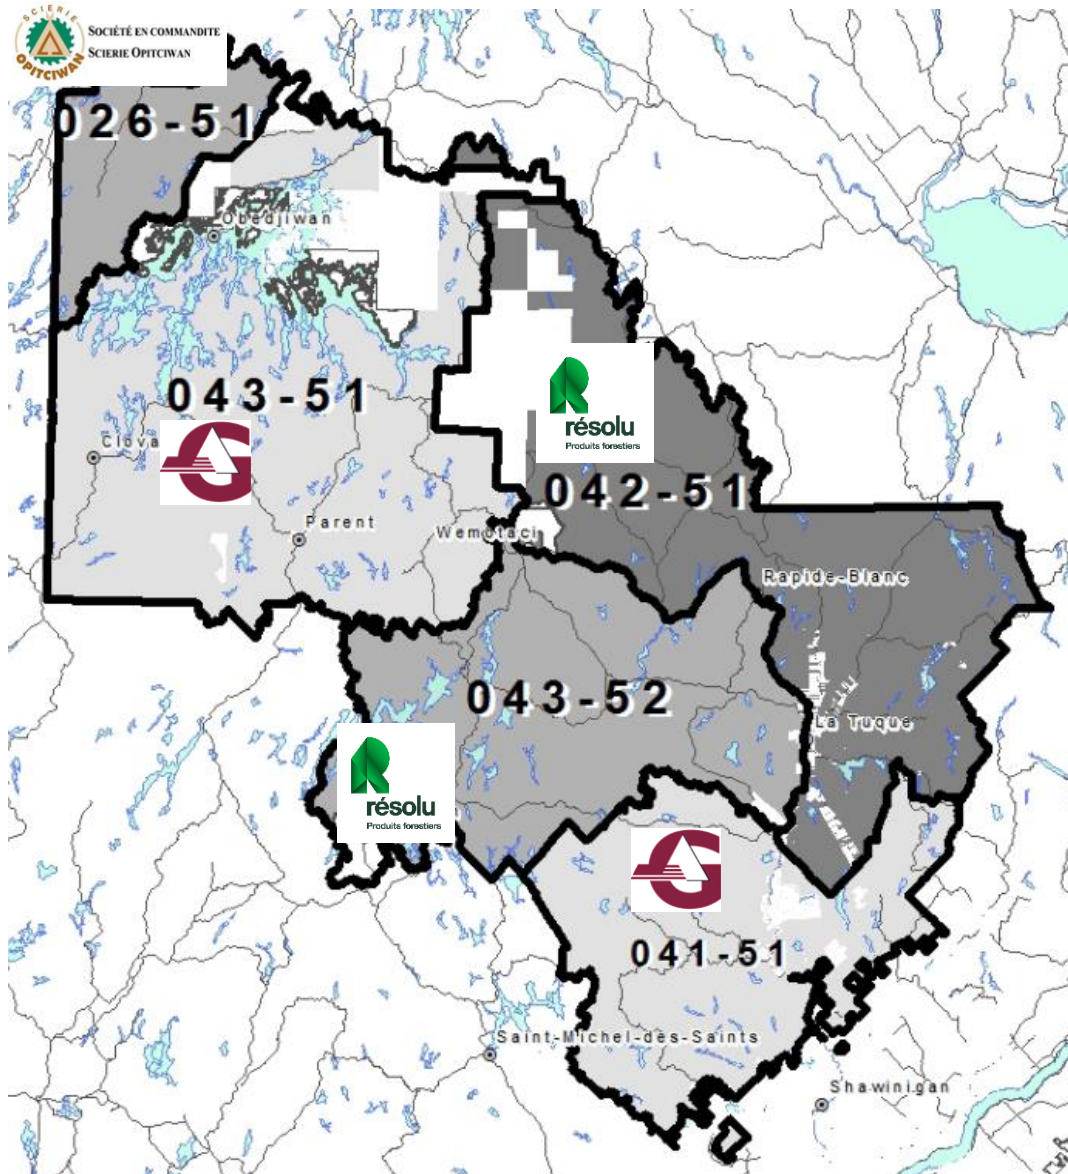 SCIERIE
OPITCIWAN
SOCIÉTÉ EN COMMANDITE
SCIERIE OPITCIWAN
026-51
Obedjiwan
043-51
résolu
Produits forestiers
Clova
G
042-51
Parent
Wemotaci
Rapide-Blanc
043-52
La Tuque
résolu
Produits forestiers
G
041-51
Saint-Michel-des-Saints
Shawinigan